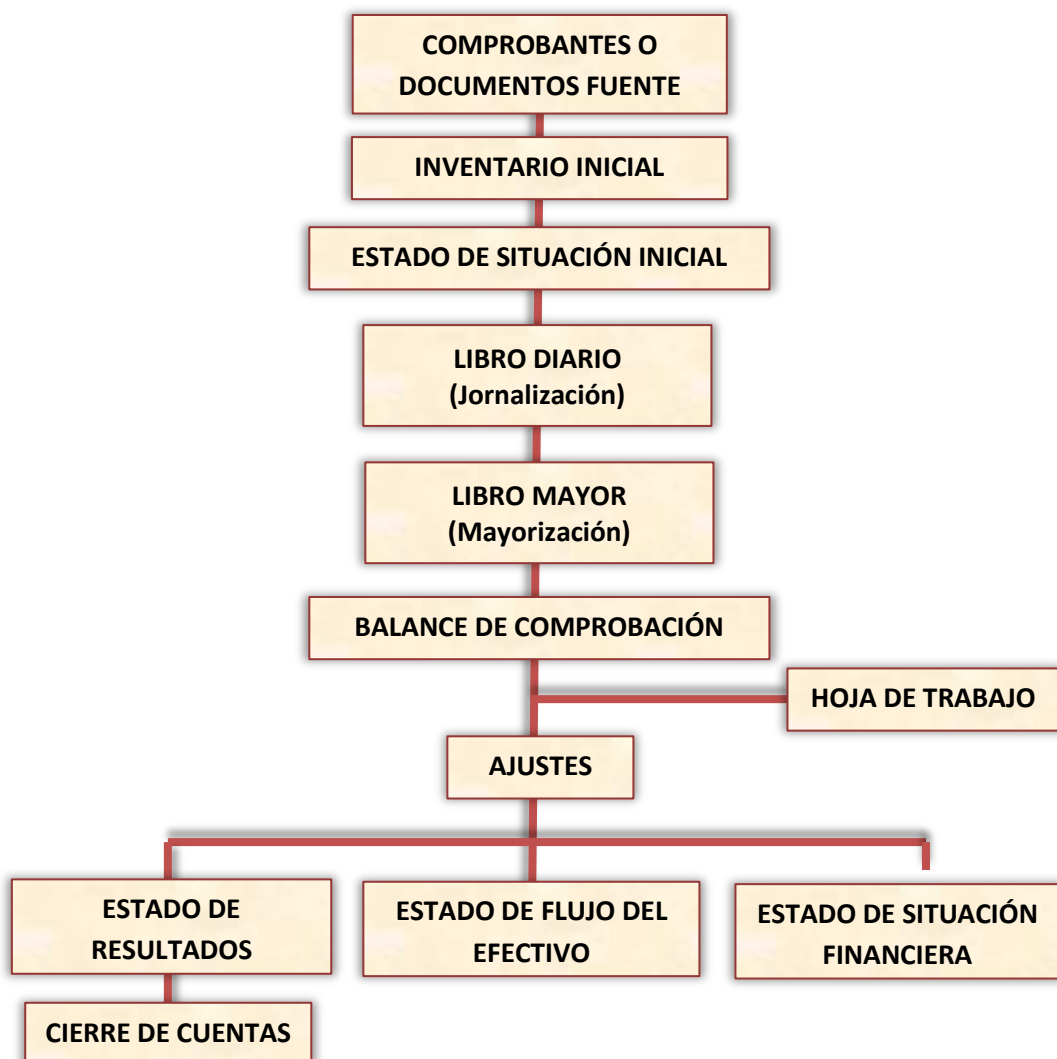 COMPROBANTES O
DOCUMENTOS FUENTE
INVENTARIO INICIAL
ESTADO DE SITUACIÓN INICIAL
LIBRO DIARIO
(Jornalización)
LIBRO MAYOR
(Mayorización)
BALANCE DE COMPROBACIÓN
HOJA DE TRABAJO
AJUSTES
ESTADO DE
RESULTADOS
ESTADO DE FLUJO DEL
EFECTIVO
ESTADO DE SITUACIÓN
FINANCIERA
CIERRE DE CUENTAS